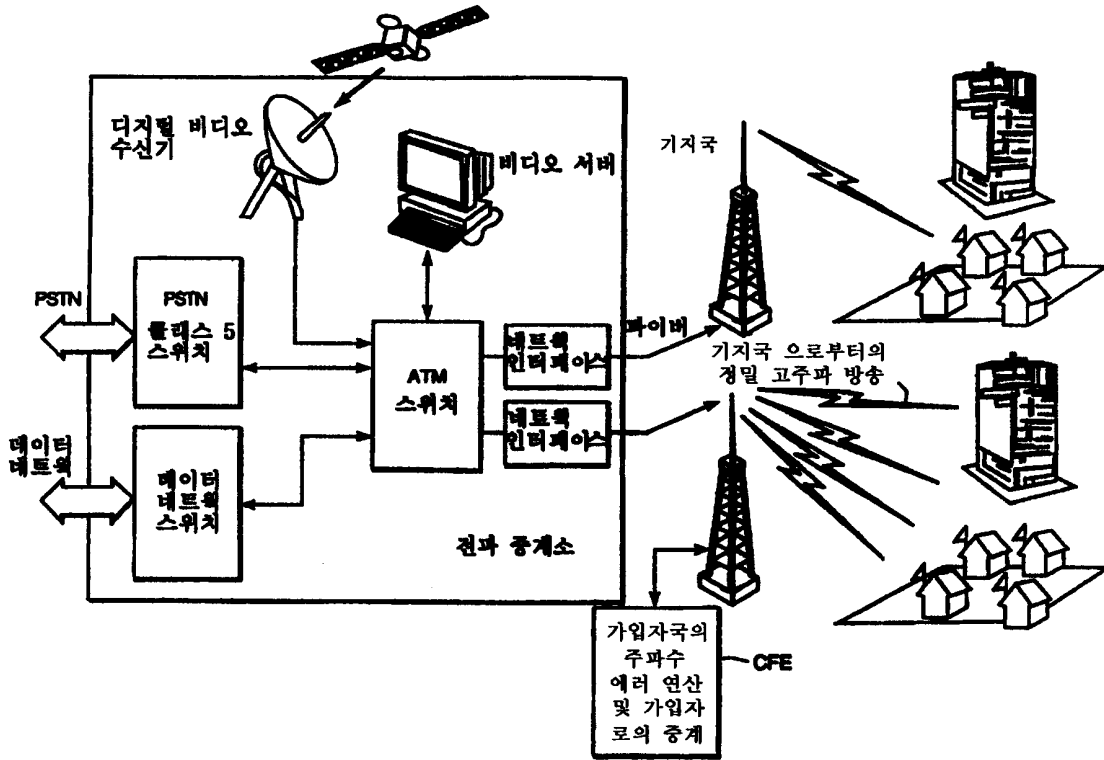 디지털 비디오
수신기
비디오 서버
기지국
PSTN
PSTN
클래스 5
스위치
네트웍
인터페이스
파이버
ATM
스위치
기지국 으로부터의
정밀 고주파 방송
네트웍
인터페이스
데이터
네트웍
데이터
네트웍
스위치
전파 중계소
가입자국의
주파수
에러 연산
및 가입자
로의 중계
CFE